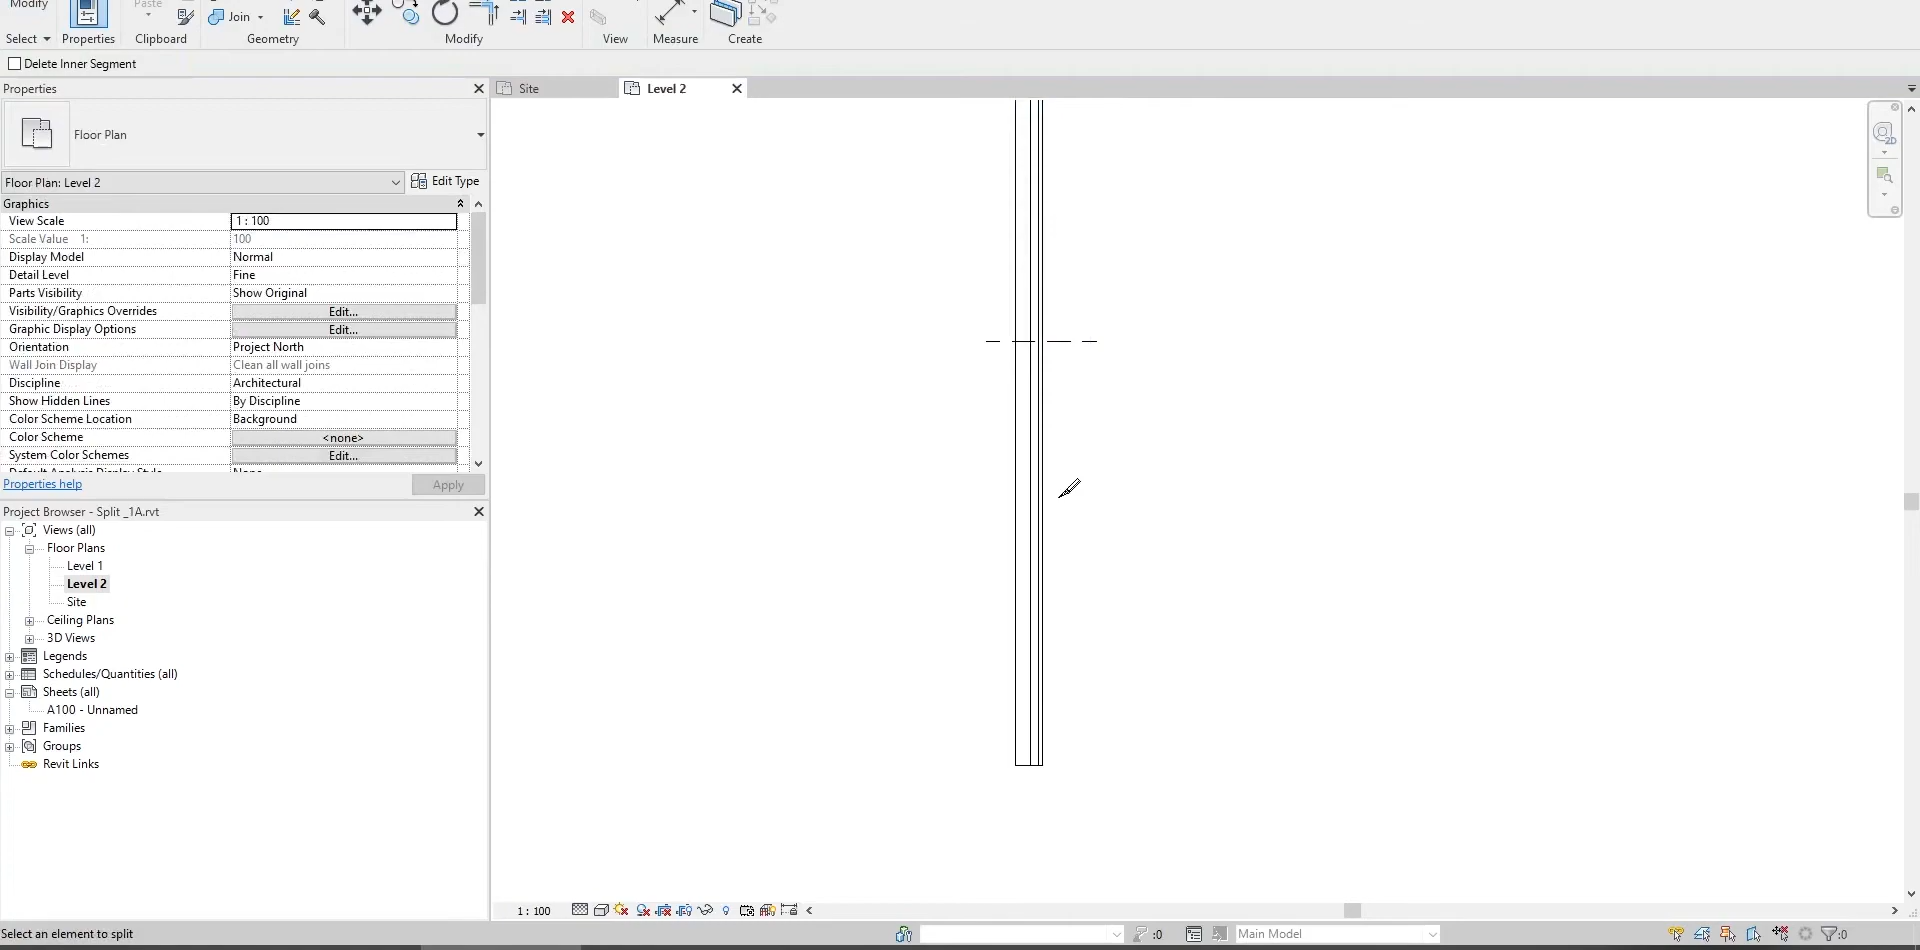 Modify
Paste
Join
Select
Properties
Clipboard
Geometry
Modify
View
Measure
Create
Delete Inner Segment
Properties
Site
Level 2
Floor Plan
2D
Floor Plan: Level 2
Edit Type
Graphics
View Scale 1 : 100
Scale Value 1: 100
Display Model Normal
Detail Level Fine
Parts Visibility Show Original
Visibility/Graphics Overrides Edit...
Graphic Display Options Edit...
Orientation Project North
Wall Join Display Clean all wall joins
Discipline Architectural
Show Hidden Lines By Discipline
Color Scheme Location Background
Color Scheme <none>
System Color Schemes Edit...
Default Analysis Display Style None
Properties help
Apply
Project Browser - Split _1A.rvt
Views (all)
Floor Plans
Level 1
Level 2
Site
Ceiling Plans
3D Views
Legends
Schedules/Quantities (all)
Sheets (all)
A100 - Unnamed
Families
Groups
Revit Links
1 : 100
Select an element to split
:0
Main Model
:0